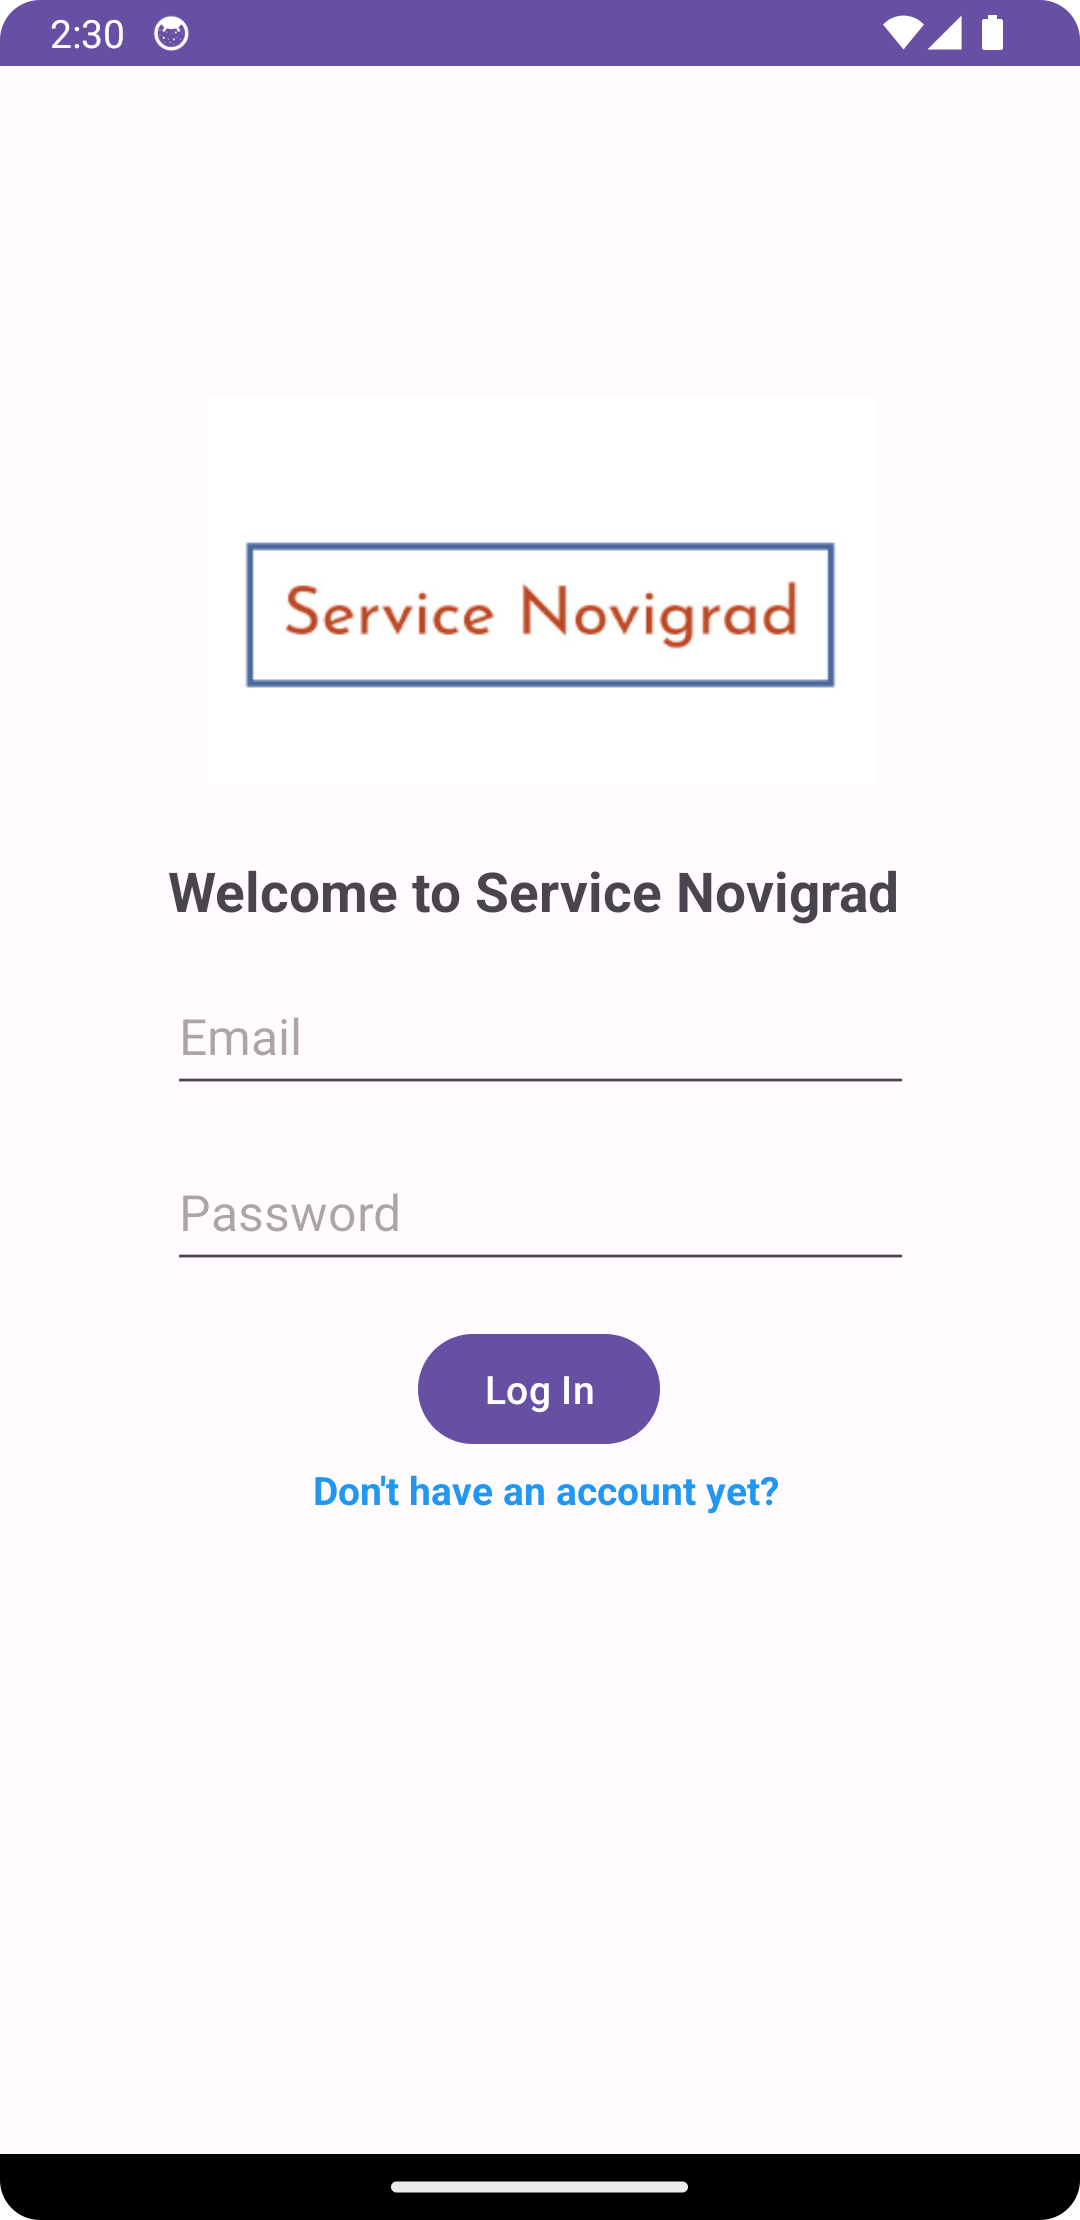 2:30
Service Novigrad
Welcome to Service Novigrad
Email
Password
Log In
Don't have an account yet?